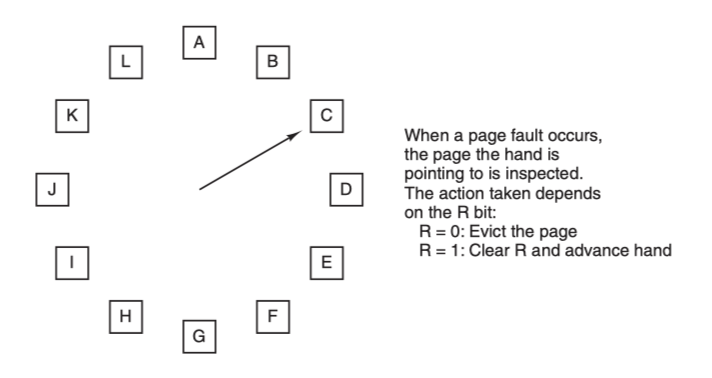 A
L
B
K
C
J
D
I
E
H
F
G
When a page fault occurs,
the page the hand is
pointing to is inspected.
The action taken depends
on the R bit:
R = 0: Evict the page
R = 1: Clear R and advance hand